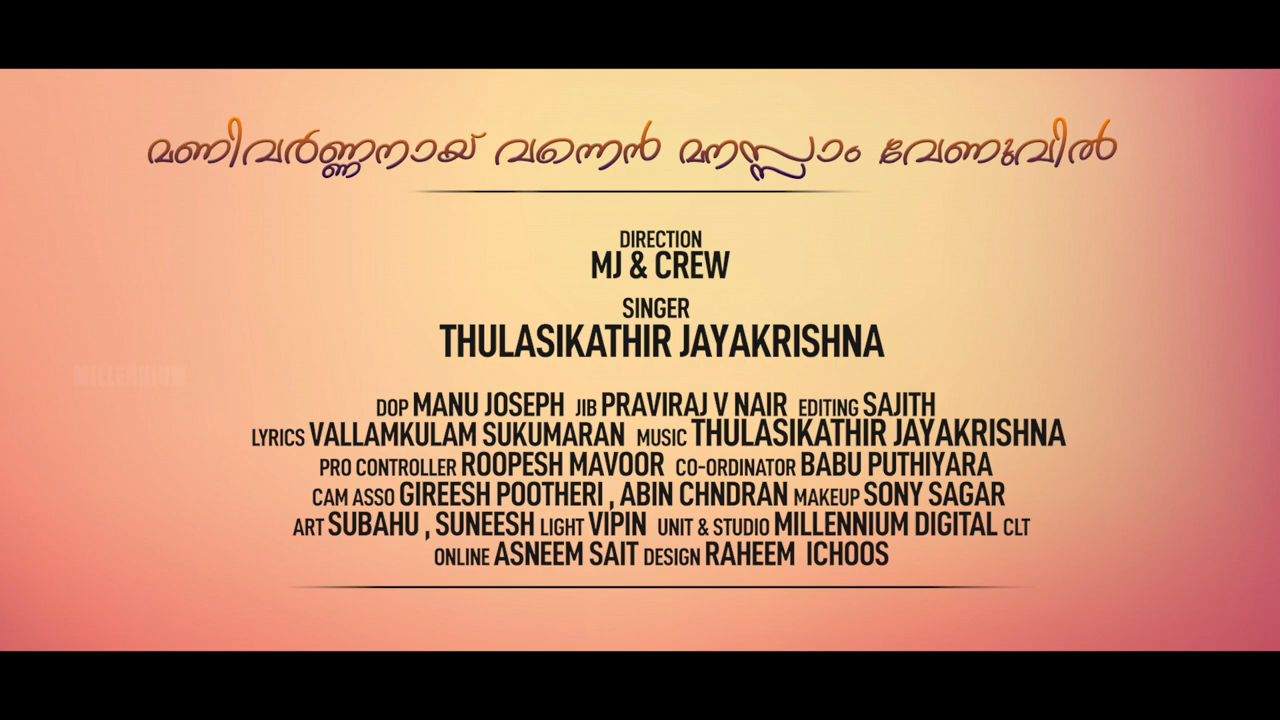 മണിവർണ്ണനായ് വന്നെൻ മനസ്സാം വേണുവിൽ
DIRECTION
MJ & CREW
SINGER
THULASIKATHIR JAYAKRISHNA
MILLENNIUM
DOP MANU JOSEPH JIB PRAVIRAJ V NAIR EDITING SAJITH
LYRICS VALLAMKULAM SUKUMARAN MUSIC THULASIKATHIR JAYAKRISHNA
PRO CONTROLLER ROOPESH MAVOOR CO-ORDINATOR BABU PUTHIYARA
CAM ASSO GIREESH POOTHERI , ABIN CHNDRAN MAKEUP SONY SAGAR
ART SUBAHU , SUNEESH LIGHT VIPIN UNIT & STUDIO MILLENNIUM DIGITAL CLT
ONLINE ASNEEM SAIT DESIGN RAHEEM ICHOOS